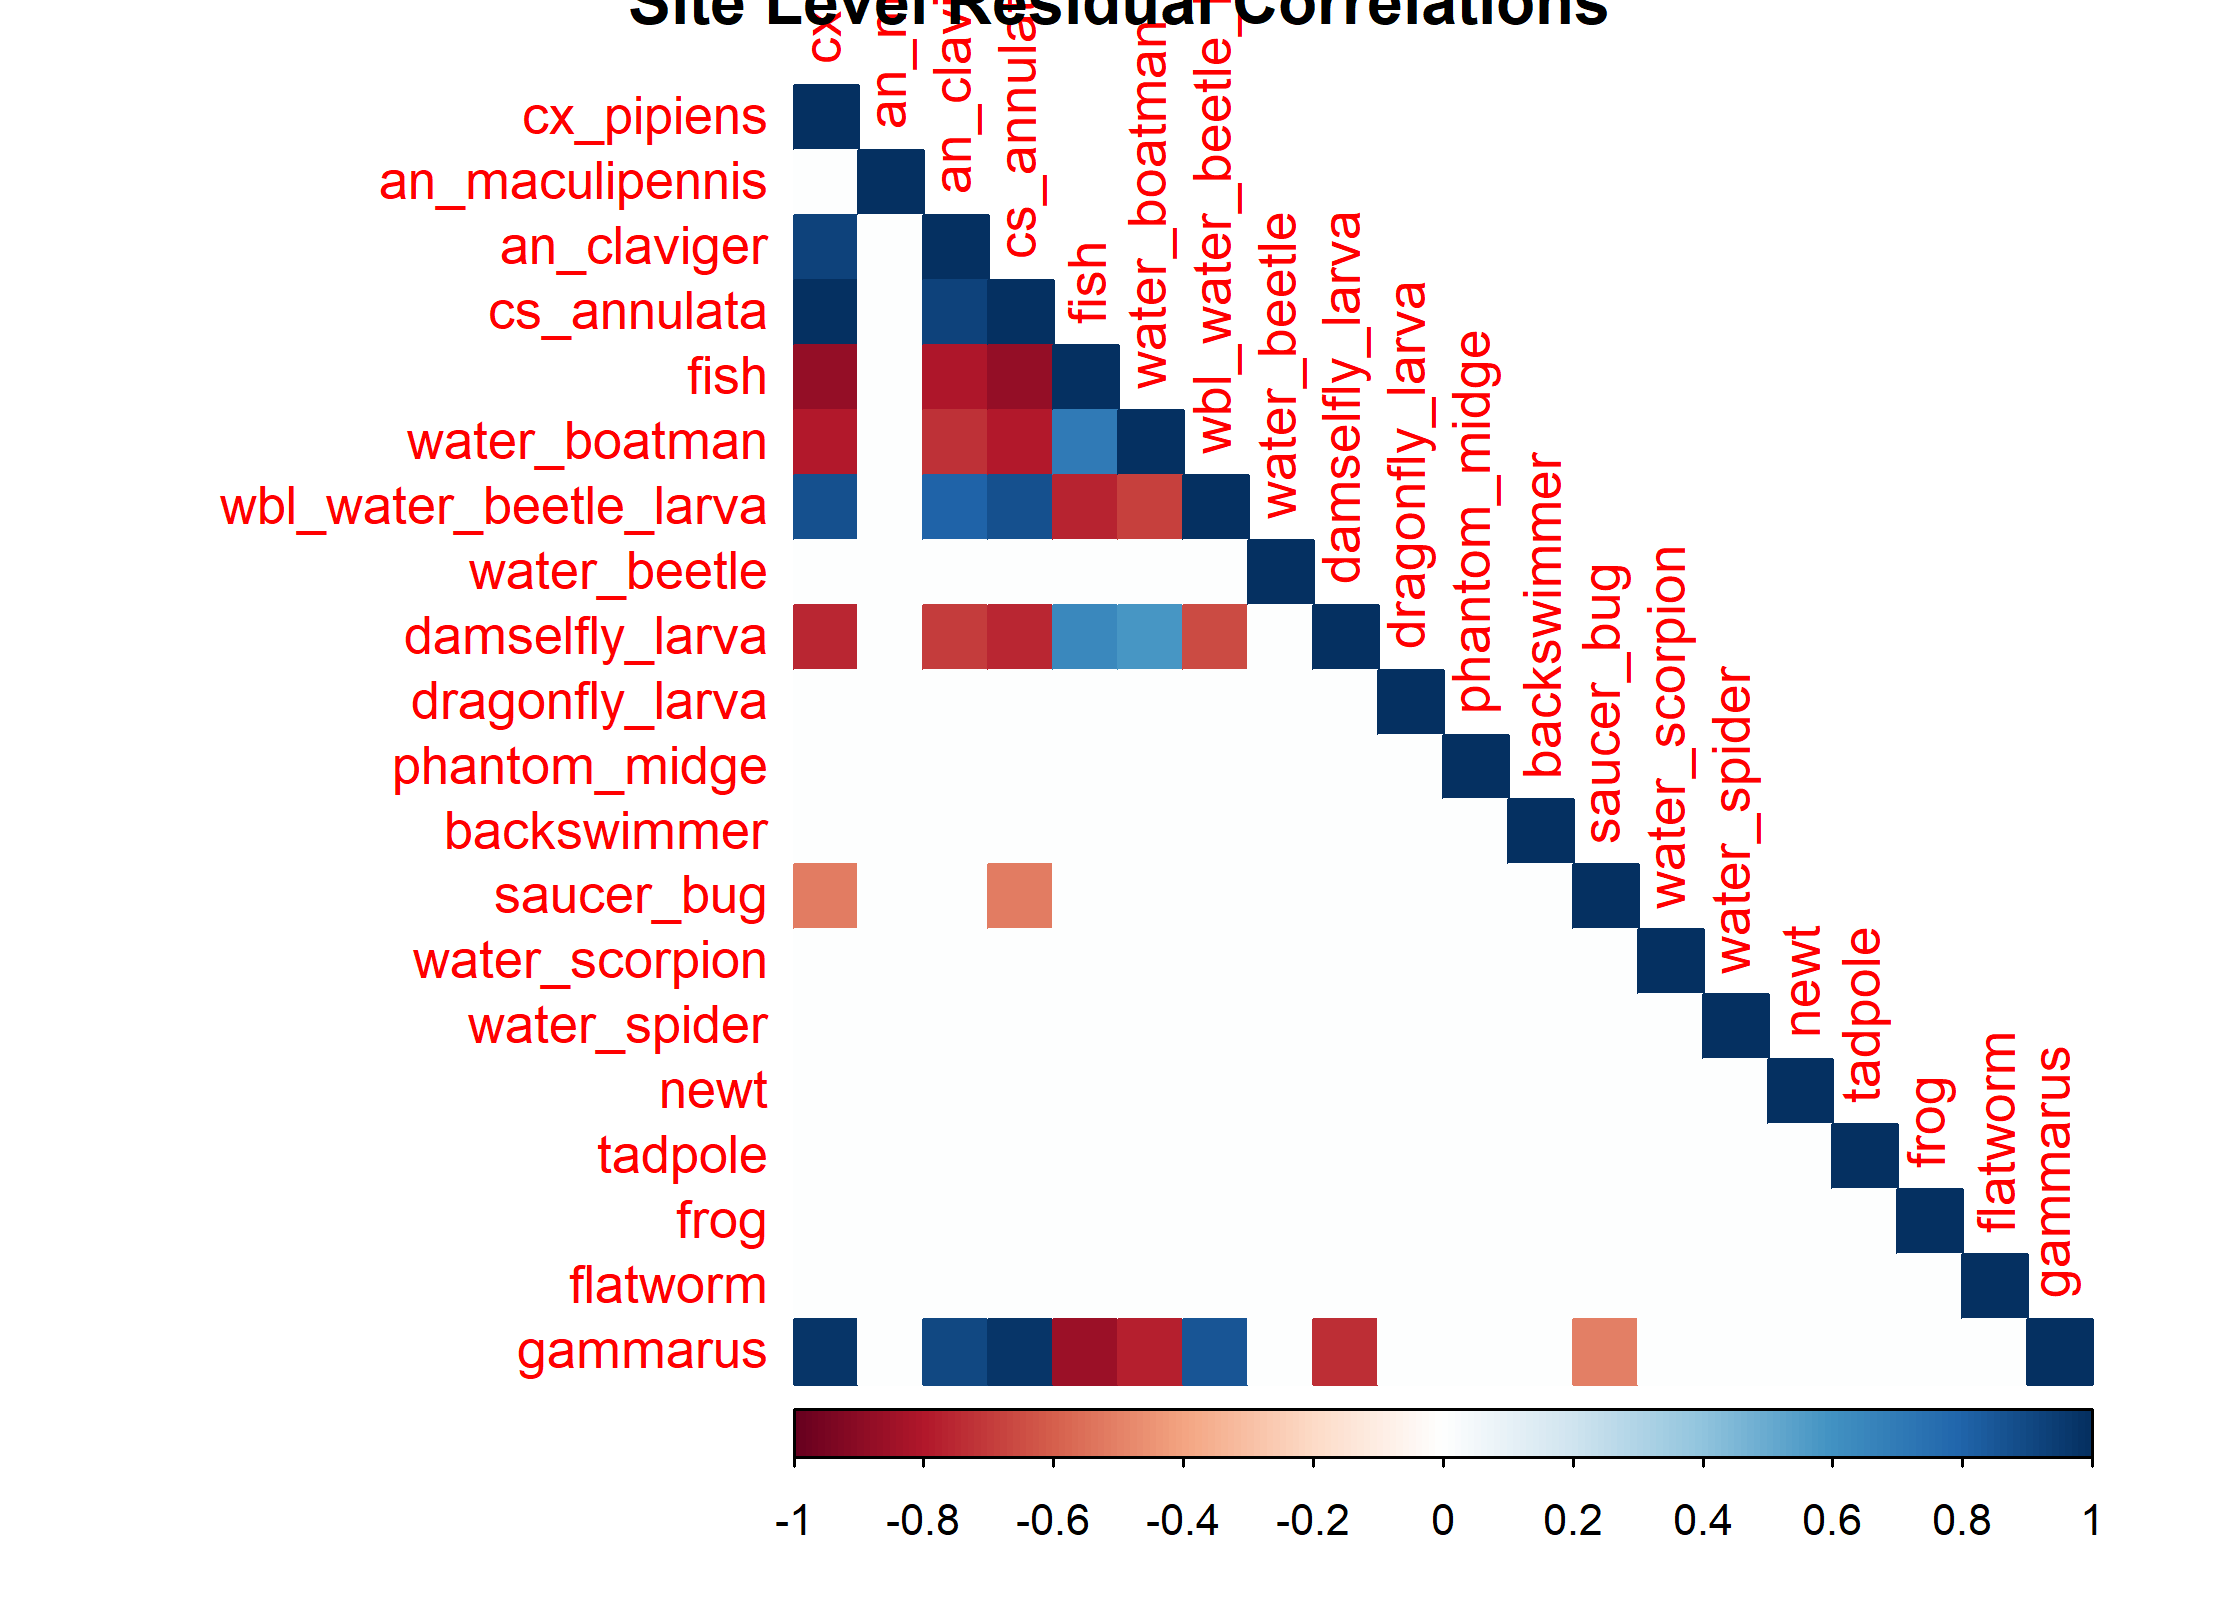 Site Level Residual Correlations
cx_pipiens
an_maculipennis
an_claviger
cs_annulata
fish
water_boatman
wbl_water_beetle_larva
water_beetle
damselfly_larva
dragonfly_larva
phantom_midge
backswimmer
saucer_bug
water_scorpion
water_spider
newt
tadpole
frog
flatworm
gammarus
cx
an_m
an_clavi
cs_annula
fish
water_boatman
wbl_water_beetle_
water_beetle
damselfly_larva
dragonfly_larva
phantom_midge
backswimmer
saucer_bug
water_scorpion
water_spider
newt
tadpole
frog
flatworm
gammarus
-1 -0.8 -0.6 -0.4 -0.2 0 0.2 0.4 0.6 0.8 1